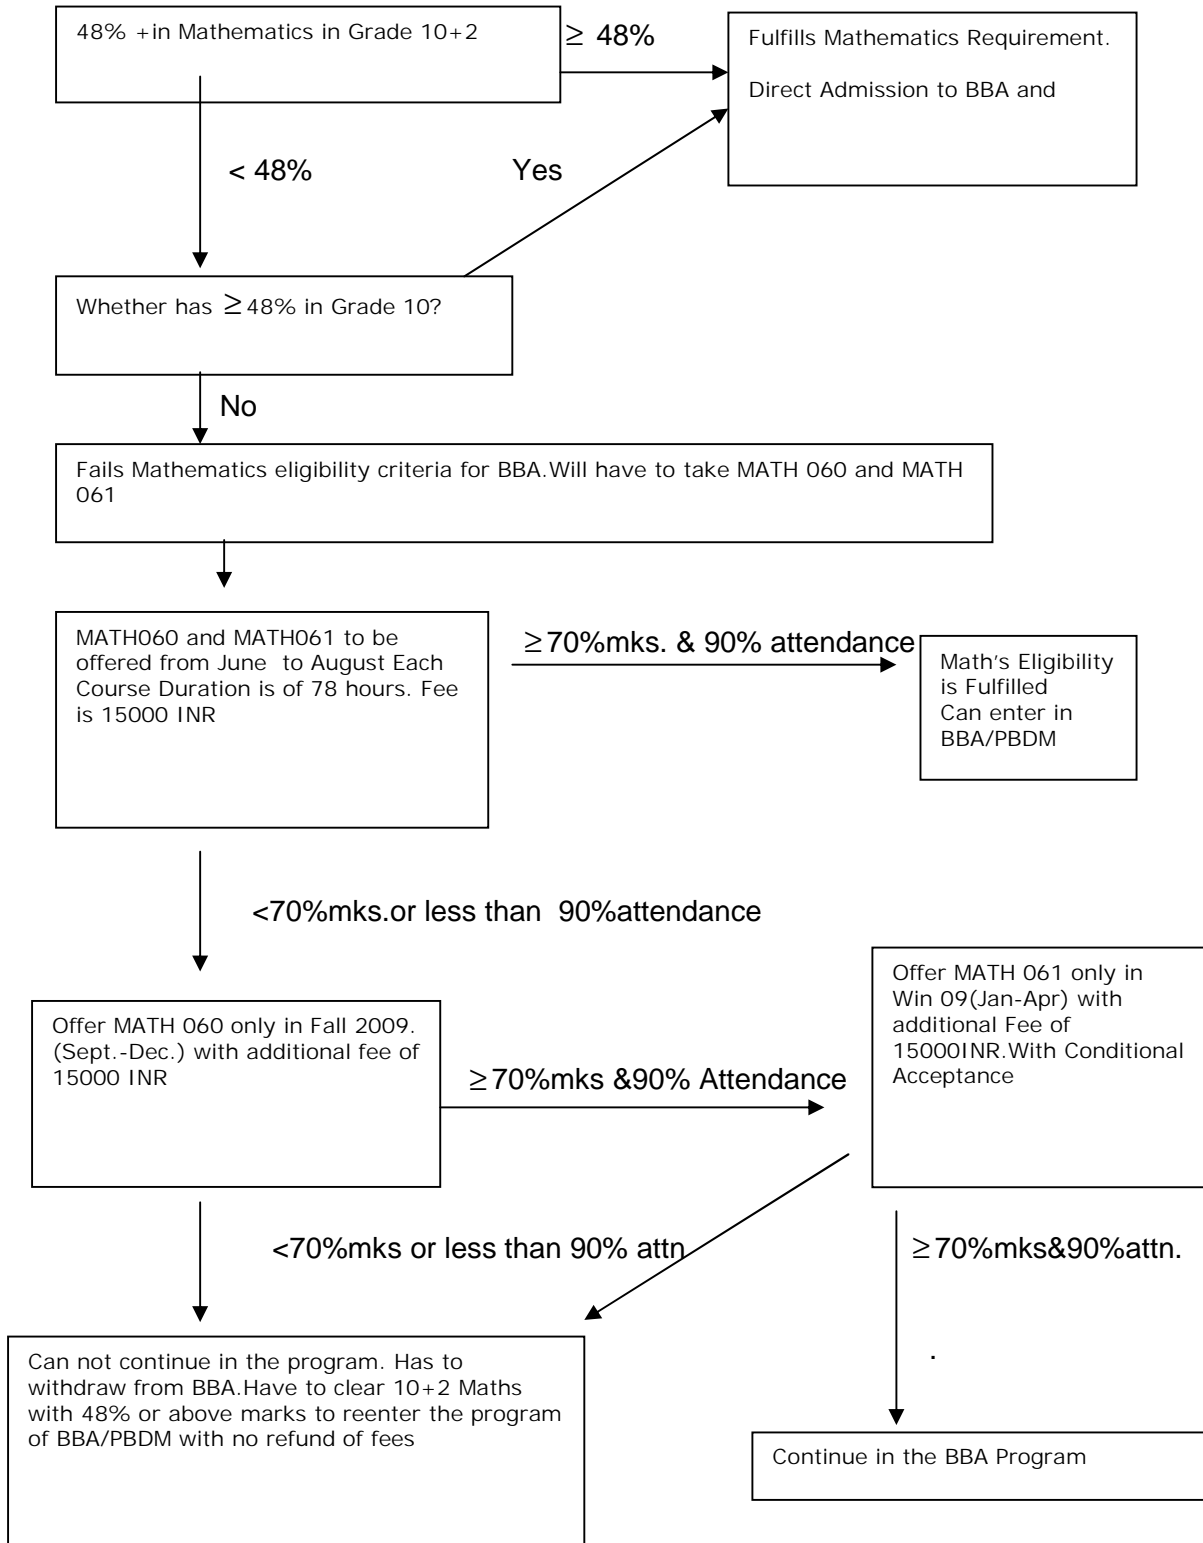 48% +in Mathematics in Grade 10+2
≥ 48%
Fulfills Mathematics Requirement.
Direct Admission to BBA and
< 48%
Yes
Whether has ≥48% in Grade 10?
No
Fails Mathematics eligibility criteria for BBA.Will have to take MATH 060 and MATH
061
MATH060 and MATH061 to be
offered from June to August Each
Course Duration is of 78 hours. Fee
is 15000 INR
≥70%mks. & 90% attendance
Math's Eligibility
is Fulfilled
Can enter in
BBA/PBDM
<70%mks.or less than 90%attendance
Offer MATH 060 only in Fall 2009.
(Sept.-Dec.) with additional fee of
15000 INR
≥70%mks &90% Attendance
Offer MATH 061 only in
Win 09(Jan-Apr) with
additional Fee of
15000INR.With Conditional
Acceptance
<70%mks or less than 90% attn
≥70%mks&90%attn.
.
Can not continue in the program. Has to
withdraw from BBA.Have to clear 10+2 Maths
with 48% or above marks to reenter the program
of BBA/PBDM with no refund of fees
Continue in the BBA Program